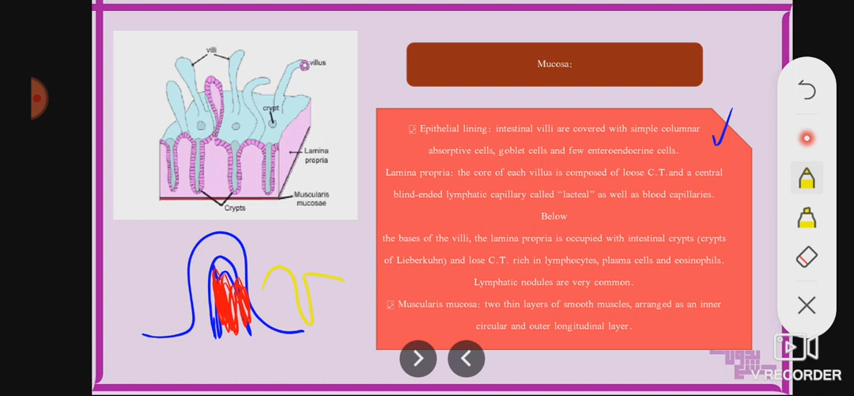 villi
villus
crypt
Lamina
propria
Muscularis
mucosae
Crypts
Mucosa:
Epithelial lining: intestinal villi are covered with simple columnar
absorptive cells, goblet cells and few enteroendocrine cells.
Lamina propria: the core of each villus is composed of loose C.T. and a central
blind-ended lymphatic capillary called “lacteal” as well as blood capillaries.
Below
the bases of the villi, the lamina propria is occupied with intestinal crypts (crypts
of Lieberkuhn) and lose C.T. rich in lymphocytes, plasma cells and eosinophils.
Lymphatic nodules are very common.
Muscularis mucosa: two thin layers of smooth muscles, arranged as an inner
circular and outer longitudinal layer.
V RECORDER